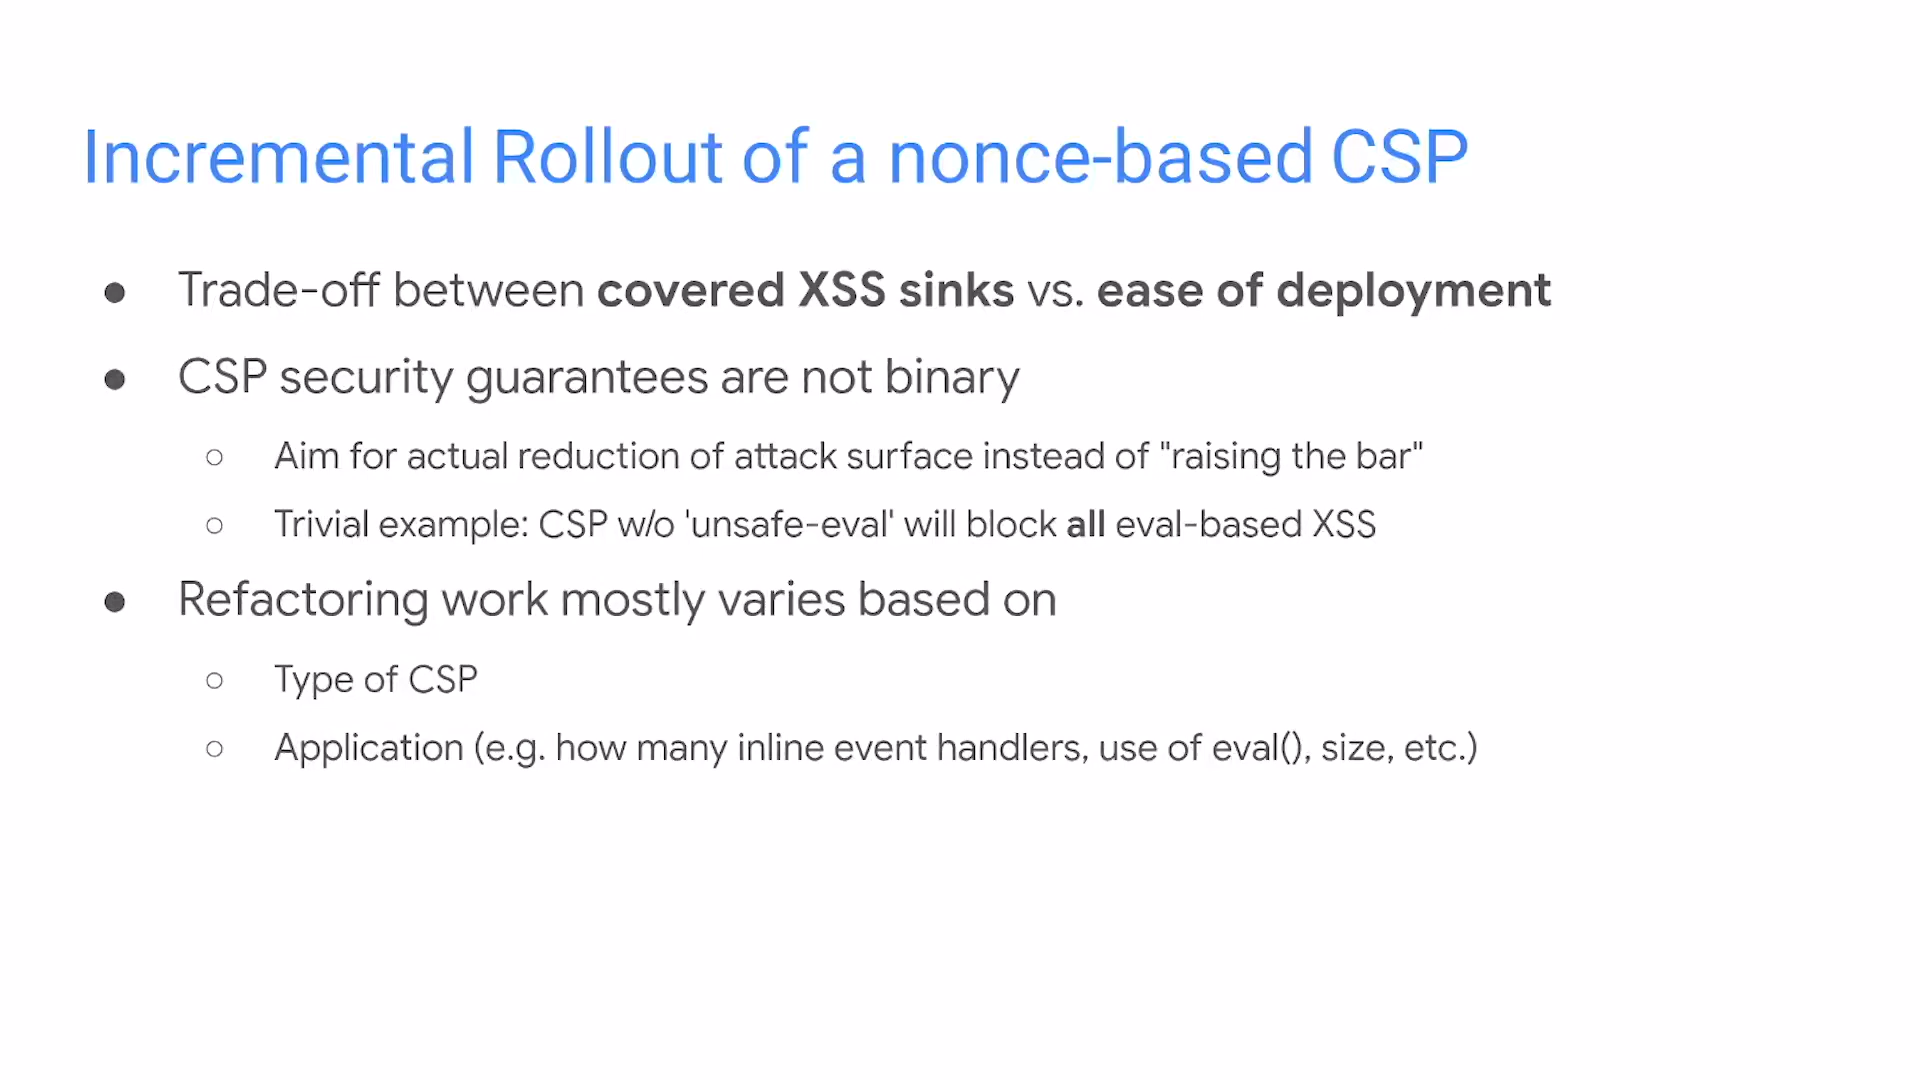 Incremental Rollout of a nonce-based CSP
● Trade-off between covered XSS sinks vs. ease of deployment
● CSP security guarantees are not binary
○ Aim for actual reduction of attack surface instead of "raising the bar"
○ Trivial example: CSP w/o 'unsafe-eval' will block all eval-based XSS
● Refactoring work mostly varies based on
○ Type of CSP
○ Application (e.g. how many inline event handlers, use of eval(), size, etc.)